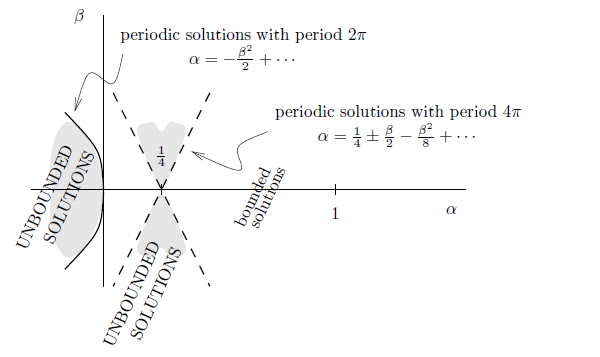 β
periodic solutions with period 2π
α = −β²/2 + ⋯
periodic solutions with period 4π
α = 1/4 ± β/2 − β²/8 + ⋯
1/4
UNBOUNDED
SOLUTIONS
bounded
solutions
1
α
UNBOUNDED
SOLUTIONS